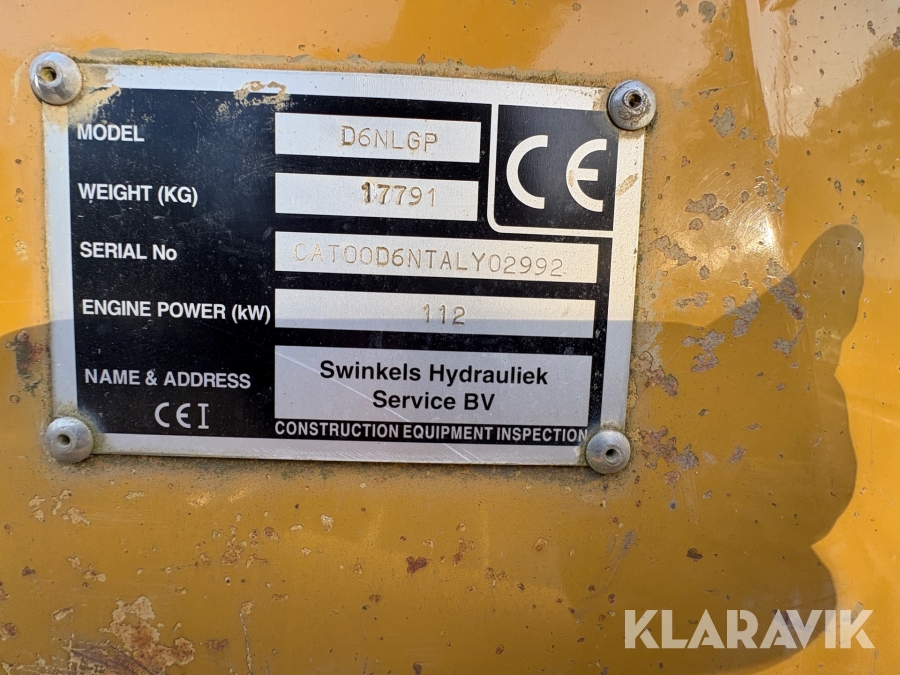 MODEL D6NLGP
WEIGHT (KG) 17791
SERIAL No CAT00D6NTALY02992
ENGINE POWER (kW) 112
NAME & ADDRESS Swinkels Hydrauliek
Service BV
CEI
CONSTRUCTION EQUIPMENT INSPECTION
CE
KLARAVIK